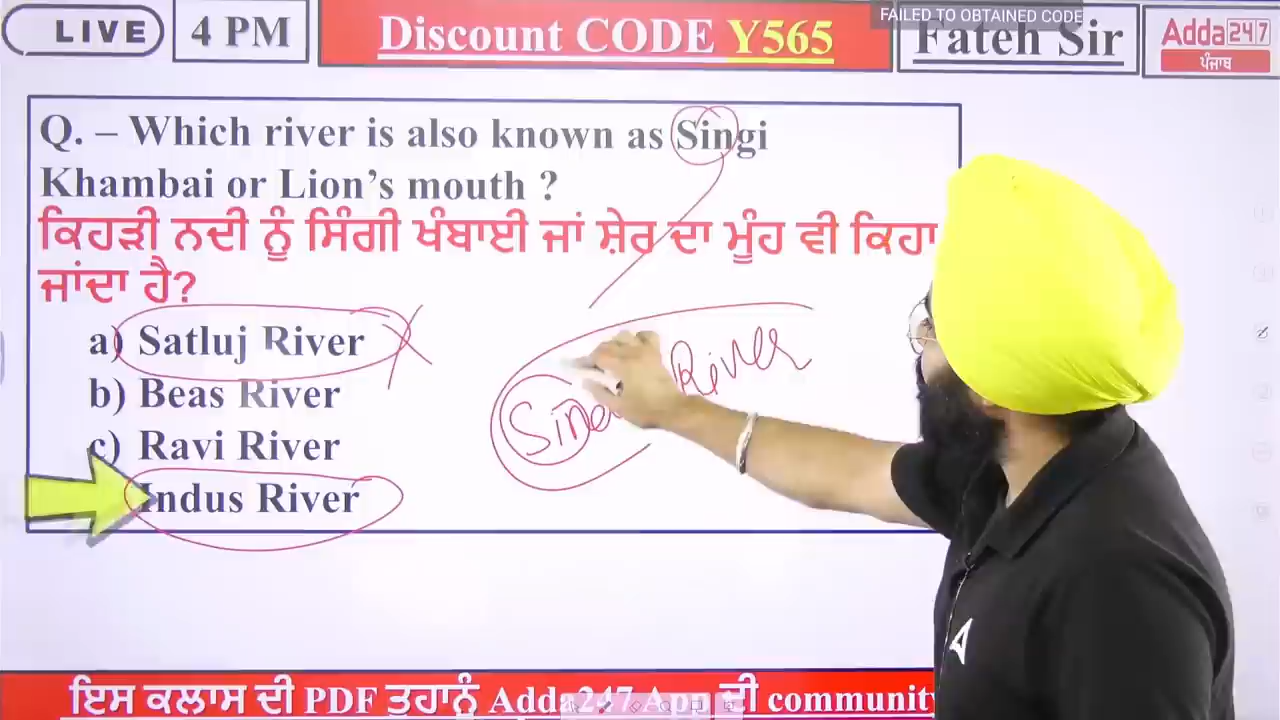 LIVE
4 PM
Discount CODE Y565
FAILED TO OBTAINED CODE
Fateh Sir
Adda247
ਪੰਜਾਬ
Q. – Which river is also known as Singi
Khambai or Lion's mouth ?
ਕਿਹੜੀ ਨਦੀ ਨੂੰ ਸਿੰਗੀ ਖੰਬਾਈ ਜਾਂ ਸ਼ੇਰ ਦਾ ਮੂੰਹ ਵੀ ਕਿਹਾ
ਜਾਂਦਾ ਹੈ?
a) Satluj River
b) Beas River
c) Ravi River
Indus River
River
ਇਸ ਕਲਾਸ ਦੀ PDF ਤੁਹਾਨੂੰ Adda247 App ਦੀ community